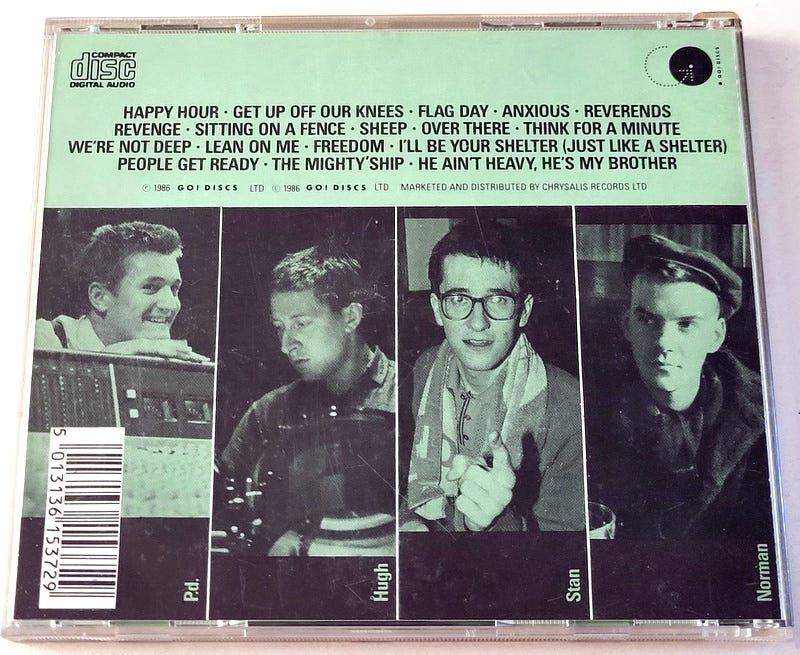 COMPACT
disc
DIGITAL AUDIO
GO! DISCS
HAPPY HOUR · GET UP OFF OUR KNEES · FLAG DAY · ANXIOUS · REVERENDS
REVENGE · SITTING ON A FENCE · SHEEP · OVER THERE · THINK FOR A MINUTE
WE'RE NOT DEEP · LEAN ON ME · FREEDOM · I'LL BE YOUR SHELTER (JUST LIKE A SHELTER)
PEOPLE GET READY · THE MIGHTY 'SHIP · HE AIN'T HEAVY, HE'S MY BROTHER
℗ 1986 GO! DISCS LTD © 1986 GO! DISCS LTD MARKETED AND DISTRIBUTED BY CHRYSALIS RECORDS LTD
5 013136 153729
P.d.
Hugh
Stan
Norman